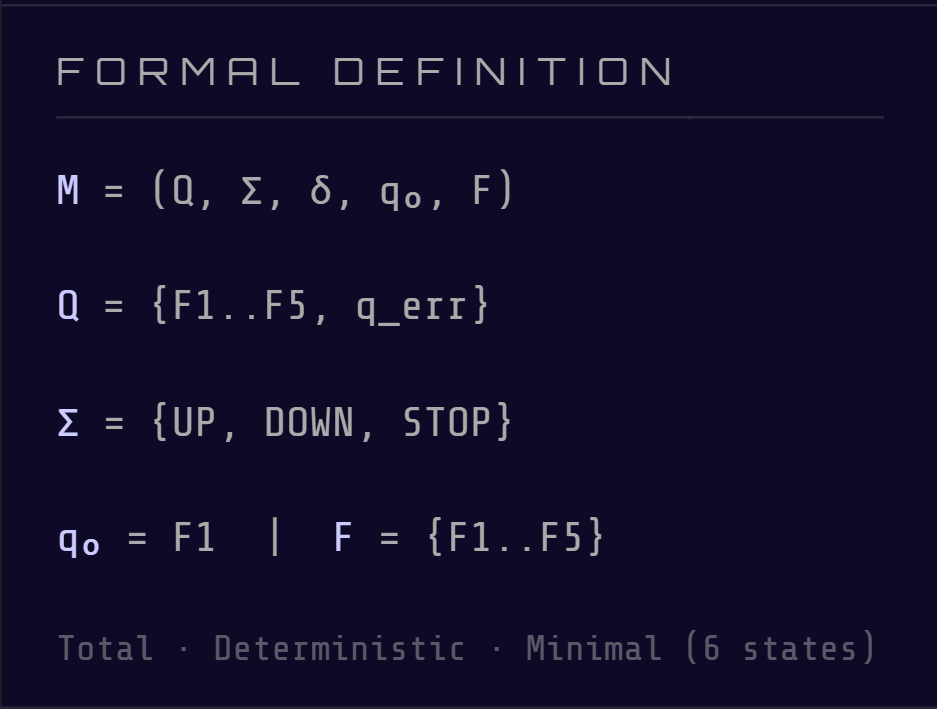 FORMAL DEFINITION
M = (Q, Σ, δ, q₀, F)
Q = {F1..F5, q_err}
Σ = {UP, DOWN, STOP}
q₀ = F1 | F = {F1..F5}
Total · Deterministic · Minimal (6 states)